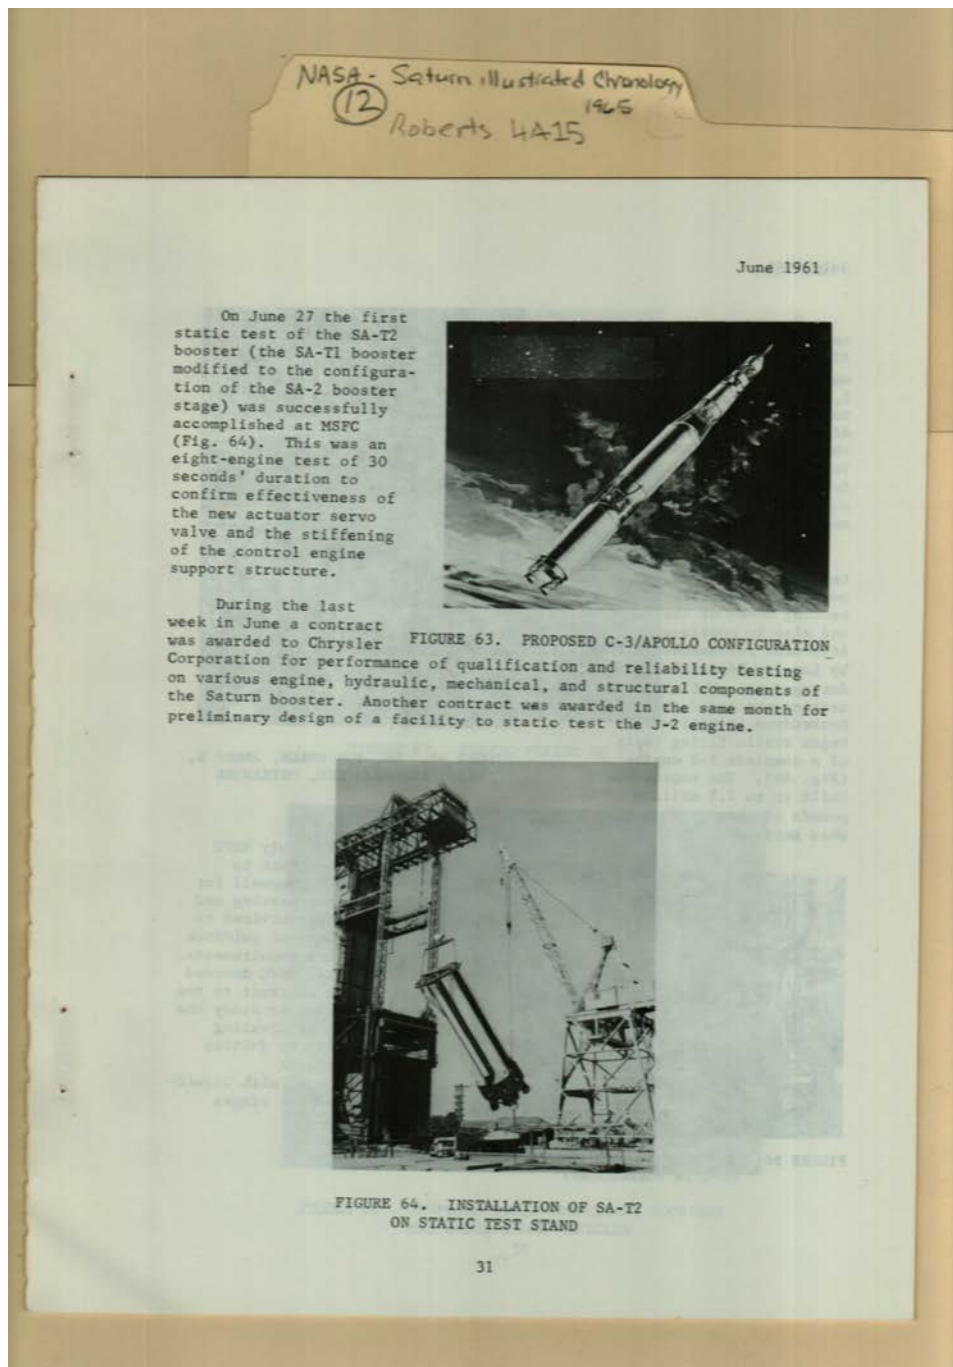 NASA - Saturn illustrated Chronology
12
1965
Roberts 4A15
June 1961
On June 27 the first
static test of the SA-T2
booster (the SA-T1 booster
modified to the configura-
tion of the SA-2 booster
stage) was successfully
accomplished at MSFC
(Fig. 64). This was an
eight-engine test of 30
seconds' duration to
confirm effectiveness of
the new actuator servo
valve and the stiffening
of the control engine
support structure.
During the last
week in June a contract
was awarded to Chrysler
FIGURE 63. PROPOSED C-3/APOLLO CONFIGURATION
Corporation for performance of qualification and reliability testing
on various engine, hydraulic, mechanical, and structural components of
the Saturn booster. Another contract was awarded in the same month for
preliminary design of a facility to static test the J-2 engine.
FIGURE 64. INSTALLATION OF SA-T2
ON STATIC TEST STAND
31